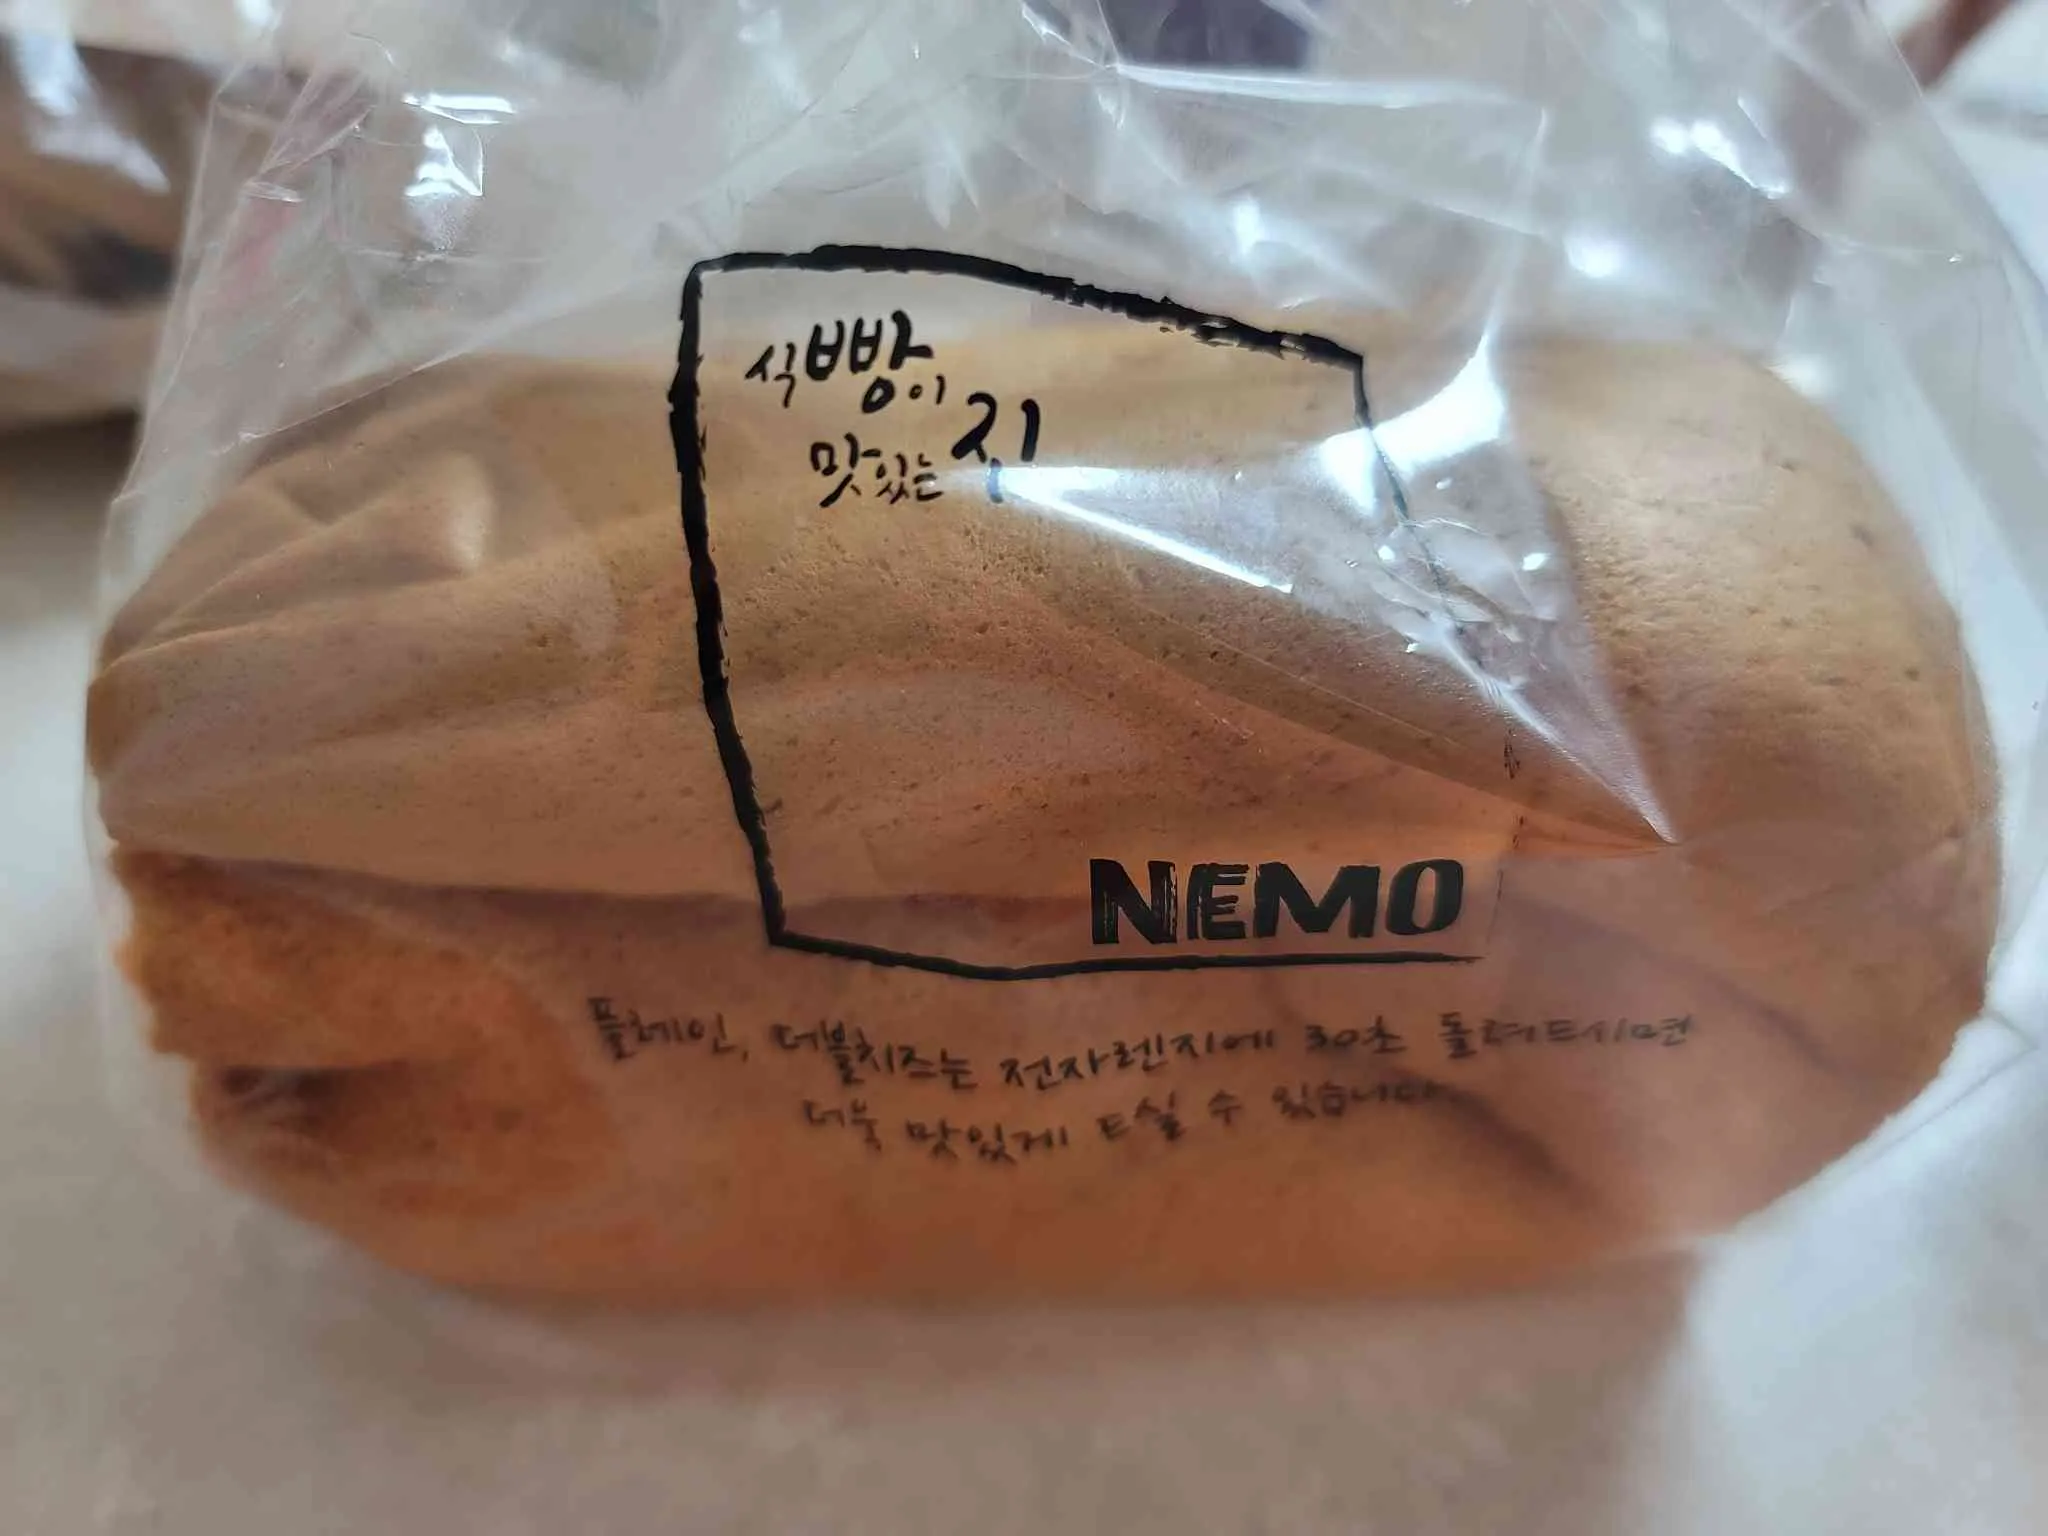 식빵이
맛있는 집
NEMO
플레인, 더블치즈는 전자렌지에 30초 돌려드시면
더욱 맛있게 드실 수 있습니다.